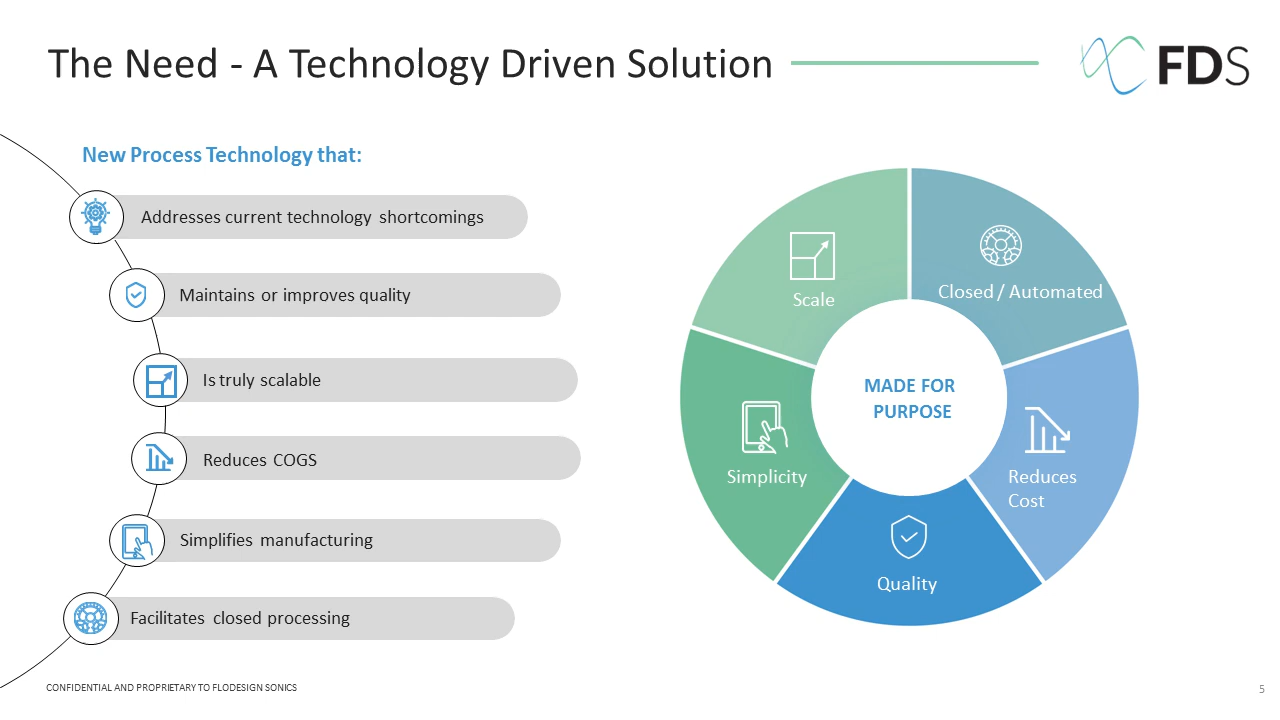 The Need - A Technology Driven Solution
FDS
New Process Technology that:
Addresses current technology shortcomings
Maintains or improves quality
Is truly scalable
Reduces COGS
Simplifies manufacturing
Facilitates closed processing
Scale
Closed / Automated
MADE FOR
PURPOSE
Simplicity
Reduces
Cost
Quality
CONFIDENTIAL AND PROPRIETARY TO FLODESIGN SONICS
5